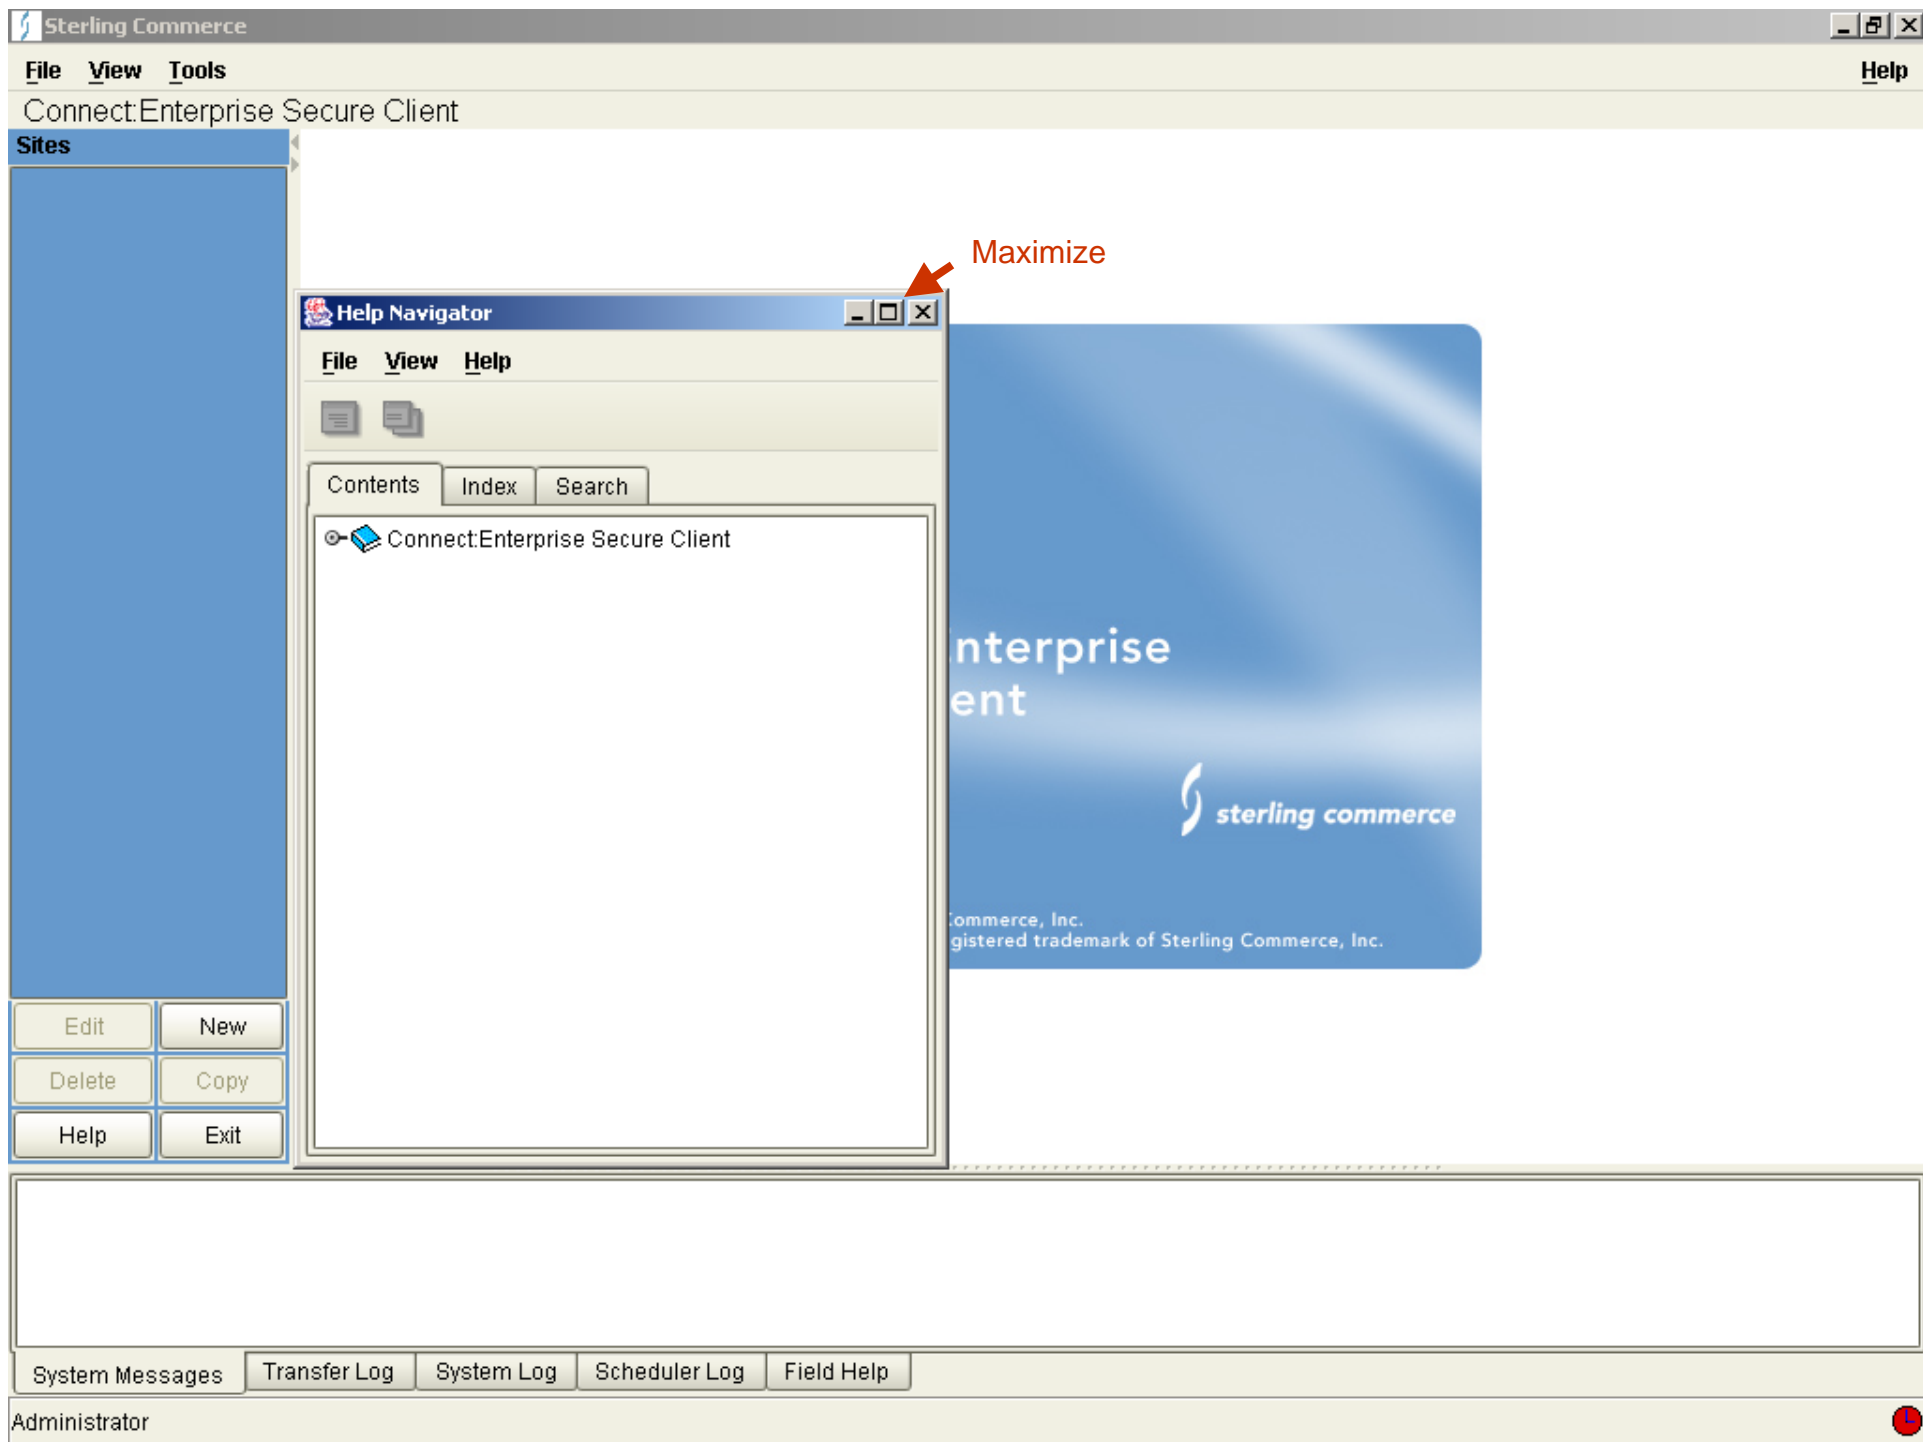 Sterling Commerce
File View Tools Help
Connect:Enterprise Secure Client
Sites
Maximize
Help Navigator
File View Help
Contents Index Search
Connect:Enterprise Secure Client
nterprise
ent
sterling commerce
ommerce, Inc.
gistered trademark of Sterling Commerce, Inc.
Edit New
Delete Copy
Help Exit
System Messages Transfer Log System Log Scheduler Log Field Help
Administrator